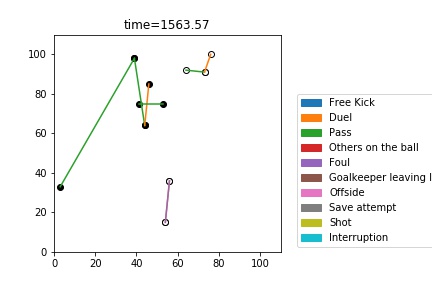 time=1563.57
100
80
60
40
20
0
0 20 40 60 80 100
Free Kick
Duel
Pass
Others on the ball
Foul
Goalkeeper leaving l
Offside
Save attempt
Shot
Interruption